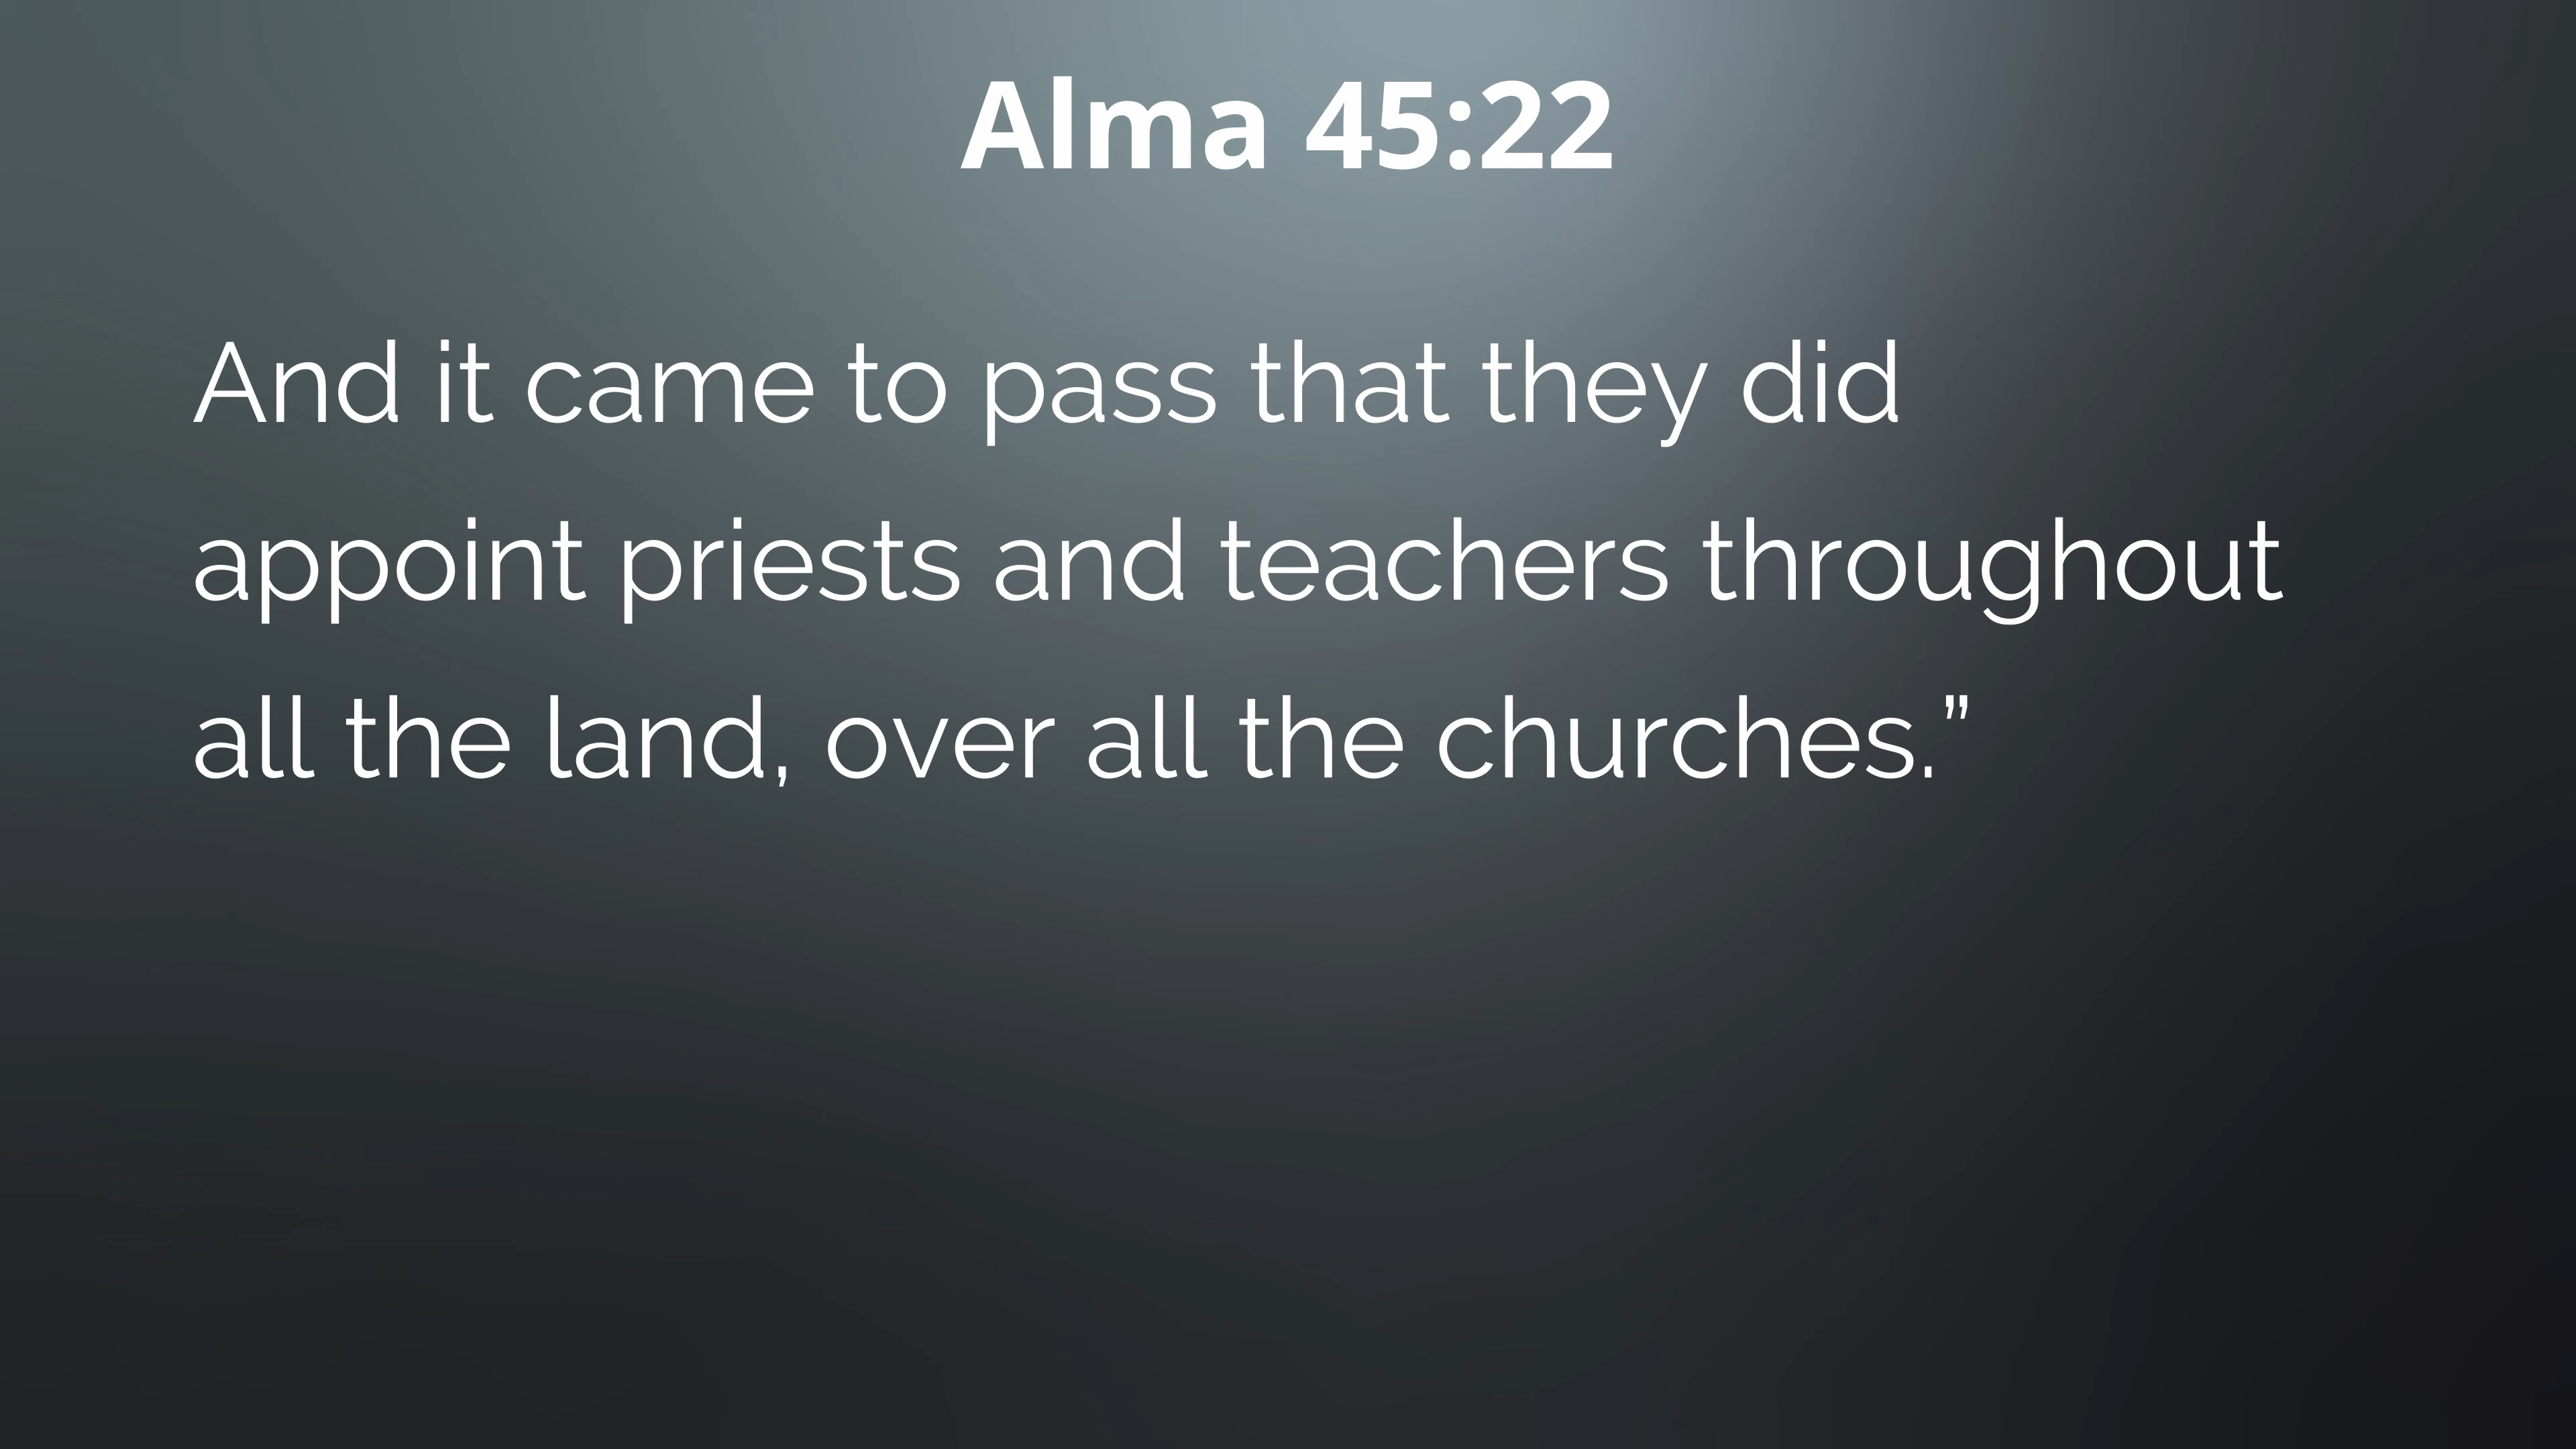 Alma 45:22
And it came to pass that they did
appoint priests and teachers throughout
all the land, over all the churches.”